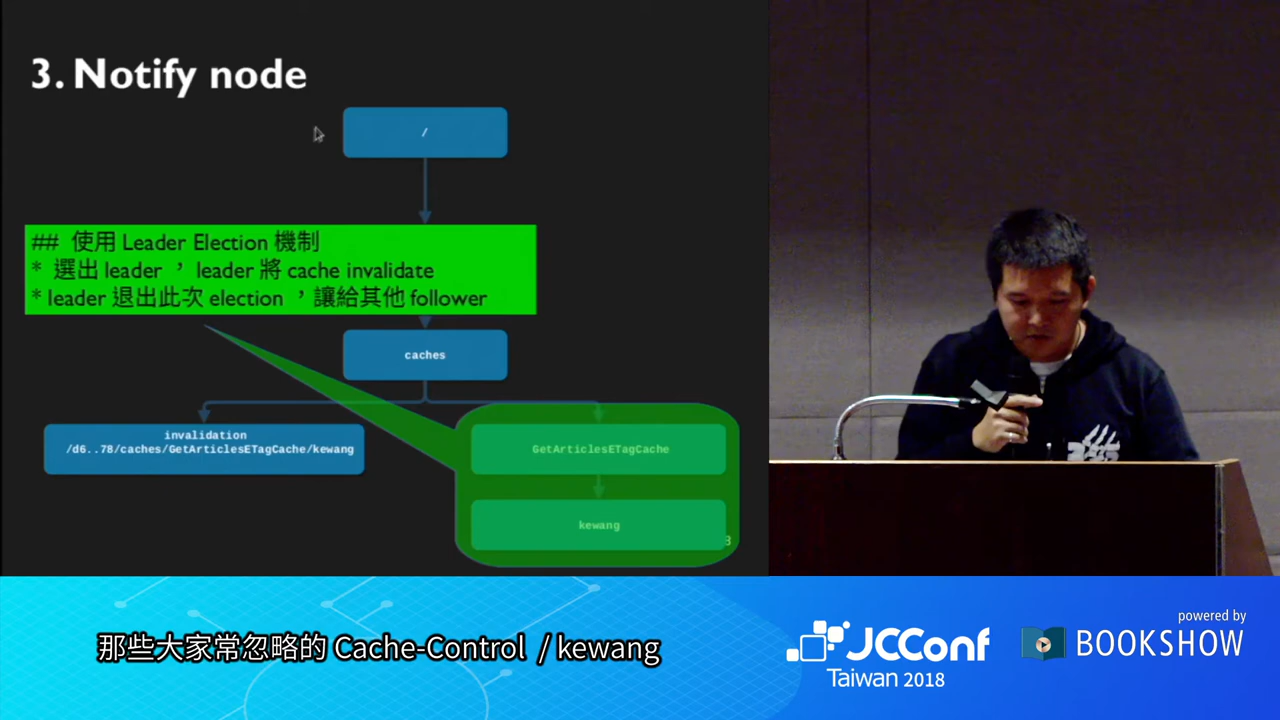 3. Notify node
/
## 使用 Leader Election 機制
* 選出 leader ， leader 將 cache invalidate
* leader 退出此次 election ，讓給其他 follower
caches
invalidation
/d6..78/caches/GetArticlesETagCache/kewang
GetArticlesETagCache
kewang
3
那些大家常忽略的 Cache-Control / kewang
JCConf
Taiwan 2018
powered by
BOOKSHOW